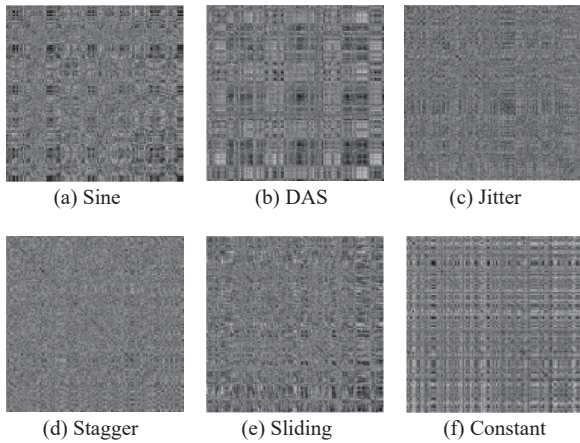 (a) Sine
(b) DAS
(c) Jitter
(d) Stagger
(e) Sliding
(f) Constant